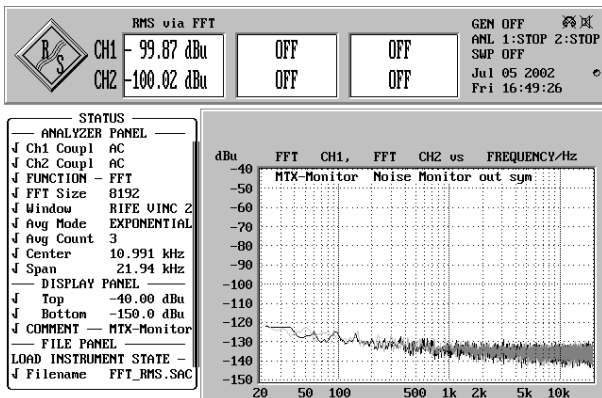 RMS via FFT
R S
CH1 - 99.87 dBu OFF OFF
CH2 -100.02 dBu OFF OFF
GEN OFF
ANL 1:STOP 2:STOP
SWP OFF
Jul 05 2002
Fri 16:49:26
STATUS
ANALYZER PANEL
Ch1 Coupl AC
Ch2 Coupl AC
FUNCTION - FFT
FFT Size 8192
Window RIFE VINC 2
Avg Mode EXPONENTIAL
Avg Count 3
Center 10.991 kHz
Span 21.94 kHz
DISPLAY PANEL
Top -40.00 dBu
Bottom -150.0 dBu
COMMENT — MTX-Monitor
FILE PANEL
LOAD INSTRUMENT STATE -
Filename FFT_RMS.SAC
dBu FFT CH1, FFT CH2 vs FREQUENCY/Hz
MTX-Monitor Noise Monitor out sym
-40
-50
-60
-70
-80
-90
-100
-110
-120
-130
-140
-150
20 50 100 500 1k 2k 5k 10k